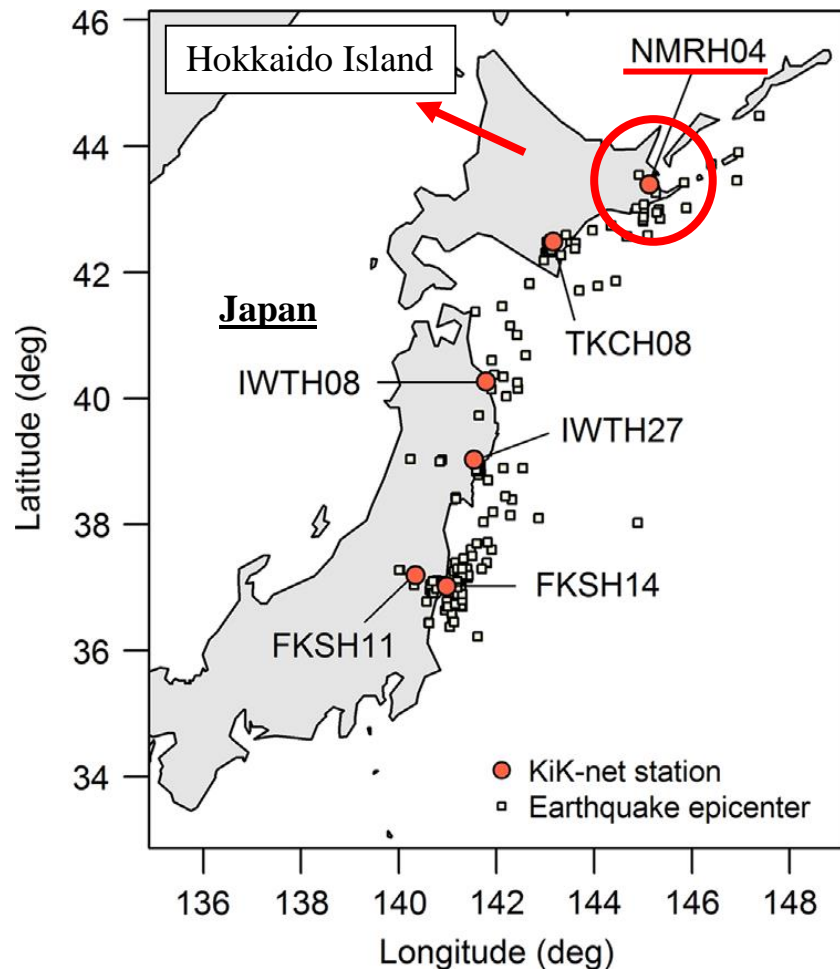 46
Hokkaido Island
NMRH04
44
42
Japan
TKCH08
IWTH08
40
IWTH27
38
FKSH14
FKSH11
36
KiK-net station
34
Earthquake epicenter
Latitude (deg)
136
138
140
142
144
146
148
Longitude (deg)